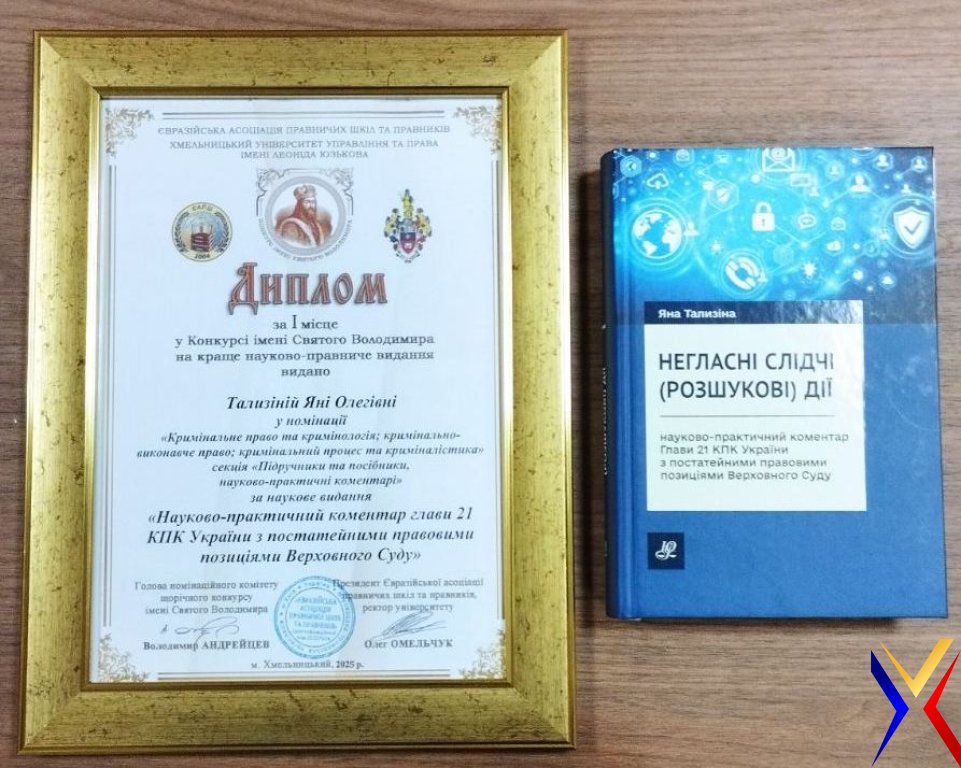 ЄВРАЗІЙСЬКА АСОЦІАЦІЯ ПРАВНИЧИХ ШКІЛ ТА ПРАВНИКІВ
ХМЕЛЬНИЦЬКИЙ УНІВЕРСИТЕТ УПРАВЛІННЯ ТА ПРАВА
ІМЕНІ ЛЕОНІДА ЮЗЬКОВА
Диплом
за I місце
у Конкурсі імені Святого Володимира
на краще науково-правниче видання
видано
Тализіній Яні Олегівні
у номінації
«Кримінальне право та кримінологія; кримінально-
виконавче право; кримінальний процес та криміналістика»
секція «Підручники та посібники,
науково-практичні коментарі»
за наукове видання
«Науково-практичний коментар глави 21
КПК України з постатейними правовими
позиціями Верховного Суду»
Голова номінаційного комітету
щорічного конкурсу
імені Святого Володимира
Володимир АНДРЕЙЦЕВ
Президент Євразійської асоціації
правничих шкіл та правників,
ректор університету
Олег ОМЕЛЬЧУК
м. Хмельницький, 2025 р.
Яна Тализіна
НЕГЛАСНІ СЛІДЧІ
(РОЗШУКОВІ) ДІЇ
науково-практичний коментар
Глави 21 КПК України
з постатейними правовими
позиціями Верховного Суду